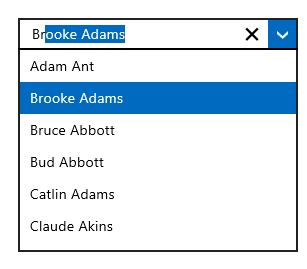 Brooke Adams
Adam Ant
Brooke Adams
Bruce Abbott
Bud Abbott
Catlin Adams
Claude Akins